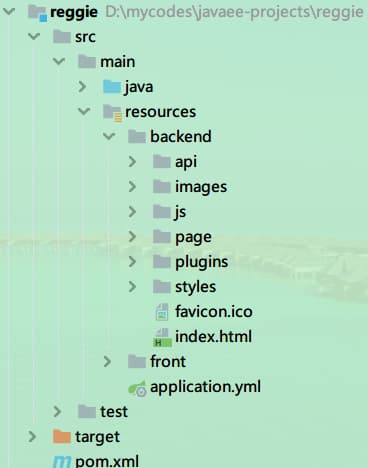 reggie D:\mycodes\javaee-projects\reggie
src
main
java
resources
backend
api
images
js
page
plugins
styles
favicon.ico
index.html
front
application.yml
test
target
pom.xml